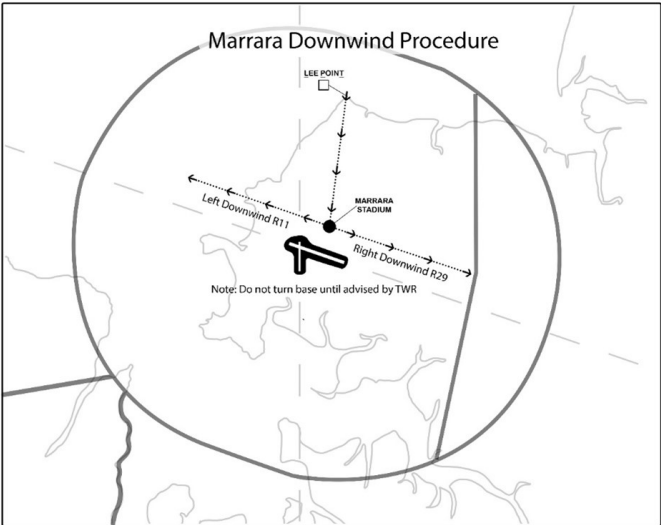 Marrara Downwind Procedure
LEE POINT
MARRARA
STADIUM
Left Downwind R11
Right Downwind R29
Note: Do not turn base until advised by TWR